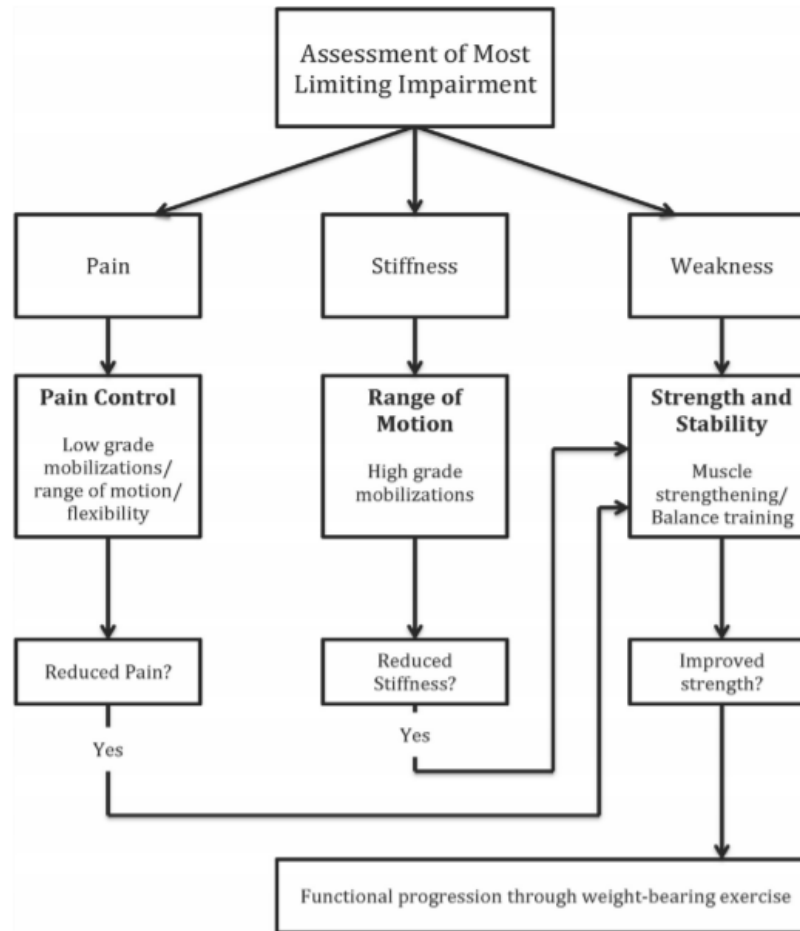 Assessment of Most
Limiting Impairment
Pain
Stiffness
Weakness
Pain Control
Low grade
mobilizations/
range of motion/
flexibility
Range of
Motion
High grade
mobilizations
Strength and
Stability
Muscle
strengthening/
Balance training
Reduced Pain?
Reduced
Stiffness?
Improved
strength?
Yes
Yes
Functional progression through weight-bearing exercise